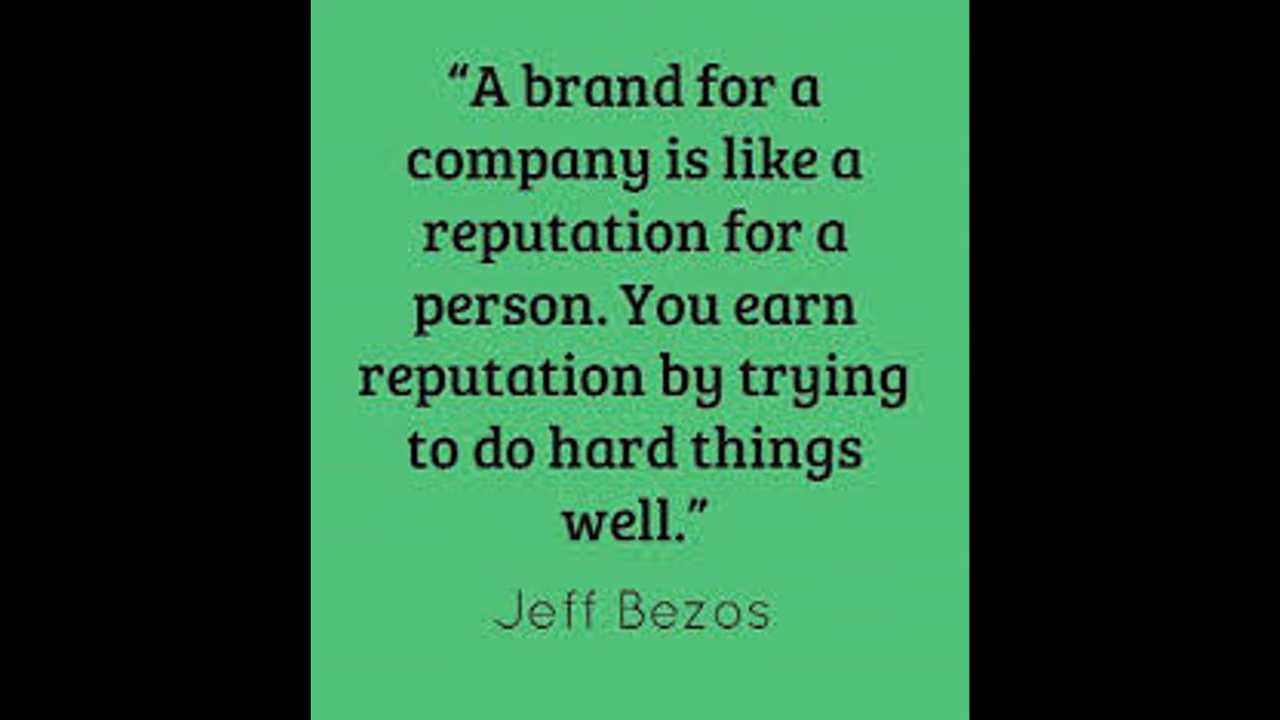 “A brand for a
company is like a
reputation for a
person. You earn
reputation by trying
to do hard things
well.”
Jeff Bezos